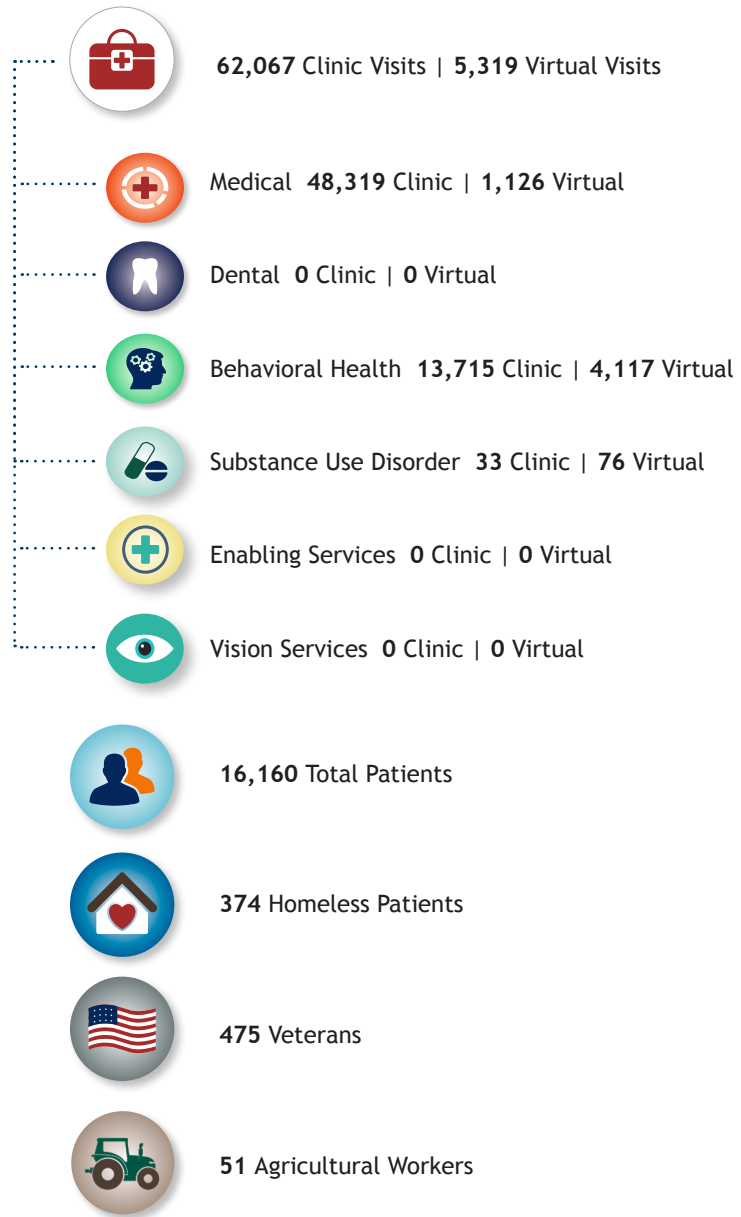 62,067 Clinic Visits | 5,319 Virtual Visits
Medical 48,319 Clinic | 1,126 Virtual
Dental 0 Clinic | 0 Virtual
Behavioral Health 13,715 Clinic | 4,117 Virtual
Substance Use Disorder 33 Clinic | 76 Virtual
Enabling Services 0 Clinic | 0 Virtual
Vision Services 0 Clinic | 0 Virtual
16,160 Total Patients
374 Homeless Patients
475 Veterans
51 Agricultural Workers